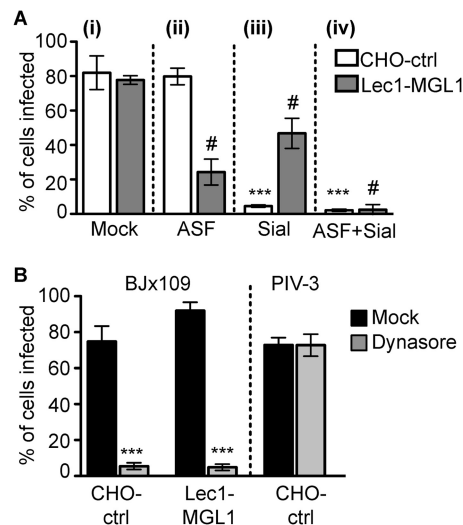 A (i) (ii) (iii) (iv)
CHO-ctrl
Lec1-MGL1
% of cells infected
100
80
60
40
20
0
#
***
#
***
#
Mock ASF Sial ASF+Sial
B BJx109 PIV-3
Mock
Dynasore
% of cells infected
100
80
60
40
20
0
*** ***
CHO- Lec1- CHO-
ctrl MGL1 ctrl